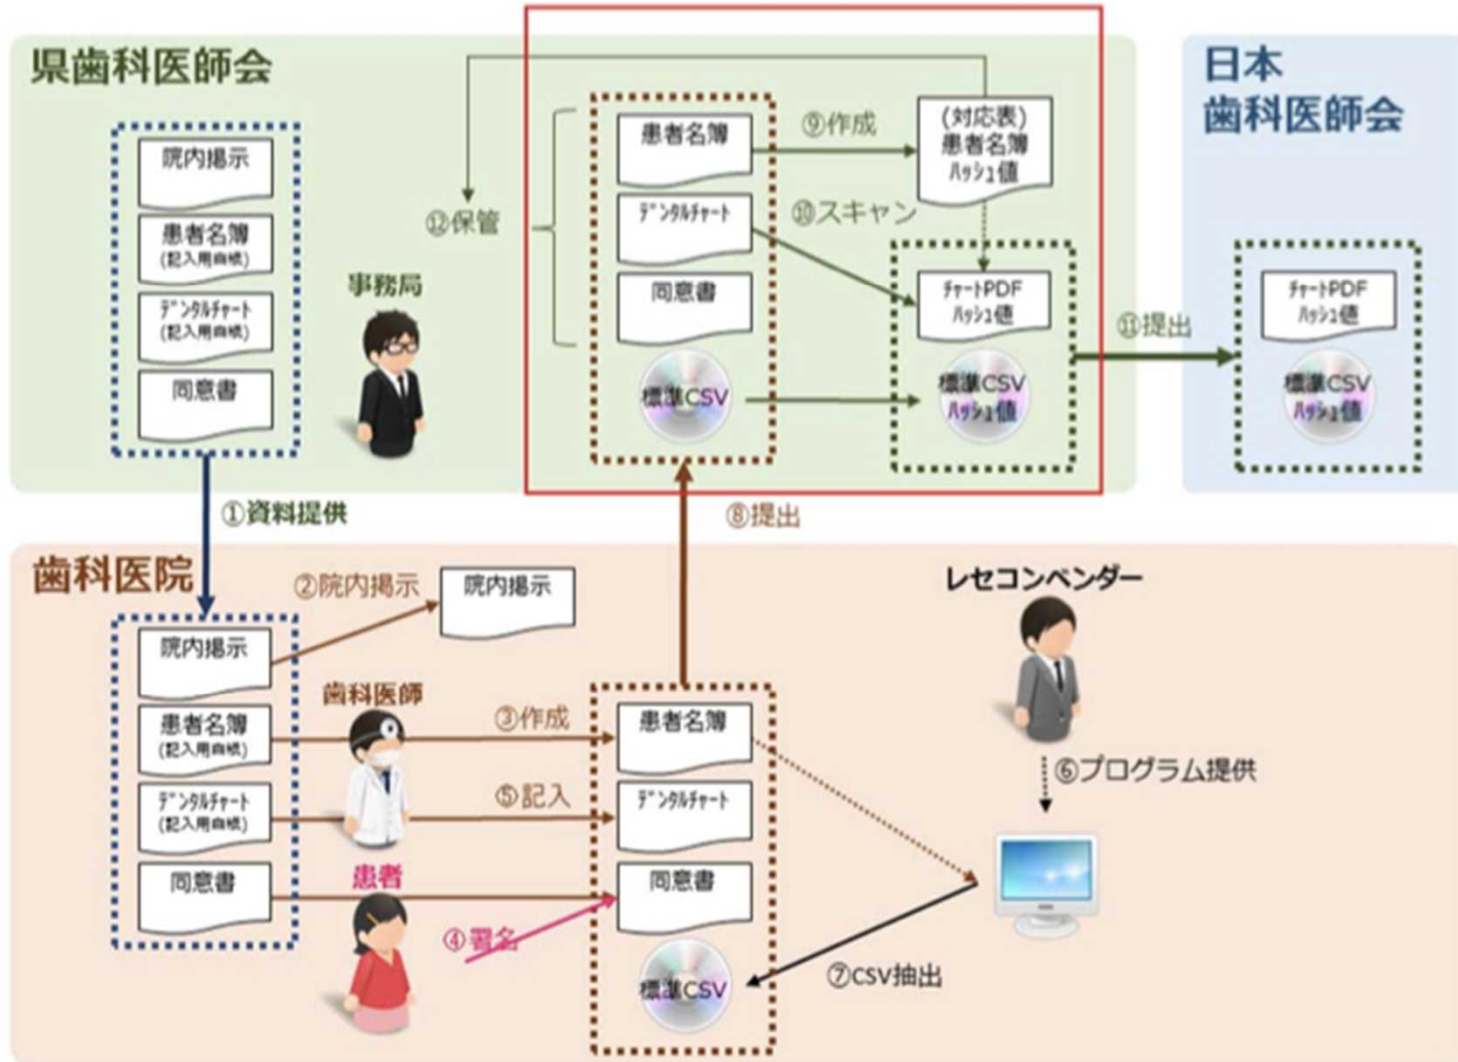 県歯科医師会
院内掲示
患者名簿
(記入用白紙)
デンタルチャート
(記入用白紙)
同意書
事務局
⑫保管
患者名簿
デンタルチャート
同意書
標準CSV
⑨作成
⑩スキャン
(対応表)
患者名簿
ハッシュ値
チャートPDF
ハッシュ値
標準CSV
ハッシュ値
⑪提出
日本
歯科医師会
チャートPDF
ハッシュ値
標準CSV
ハッシュ値
①資料提供
⑧提出
歯科医院
院内掲示
患者名簿
(記入用白紙)
デンタルチャート
(記入用白紙)
同意書
②院内掲示
院内掲示
歯科医師
③作成
⑤記入
患者
④署名
患者名簿
デンタルチャート
同意書
標準CSV
レセコンベンダー
⑥プログラム提供
⑦CSV抽出